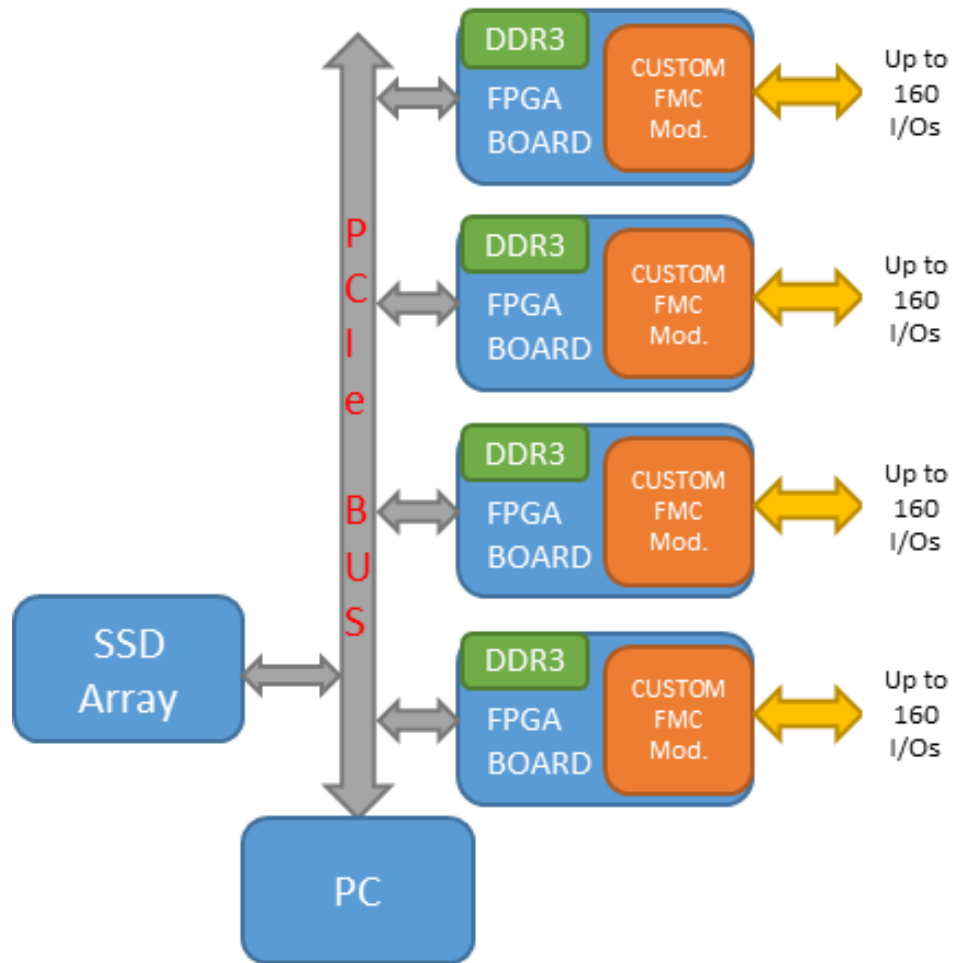 DDR3
FPGA
BOARD
CUSTOM
FMC
Mod.
Up to
160
I/Os
DDR3
FPGA
BOARD
CUSTOM
FMC
Mod.
Up to
160
I/Os
DDR3
FPGA
BOARD
CUSTOM
FMC
Mod.
Up to
160
I/Os
DDR3
FPGA
BOARD
CUSTOM
FMC
Mod.
Up to
160
I/Os
PCIe BUS
SSD
Array
PC